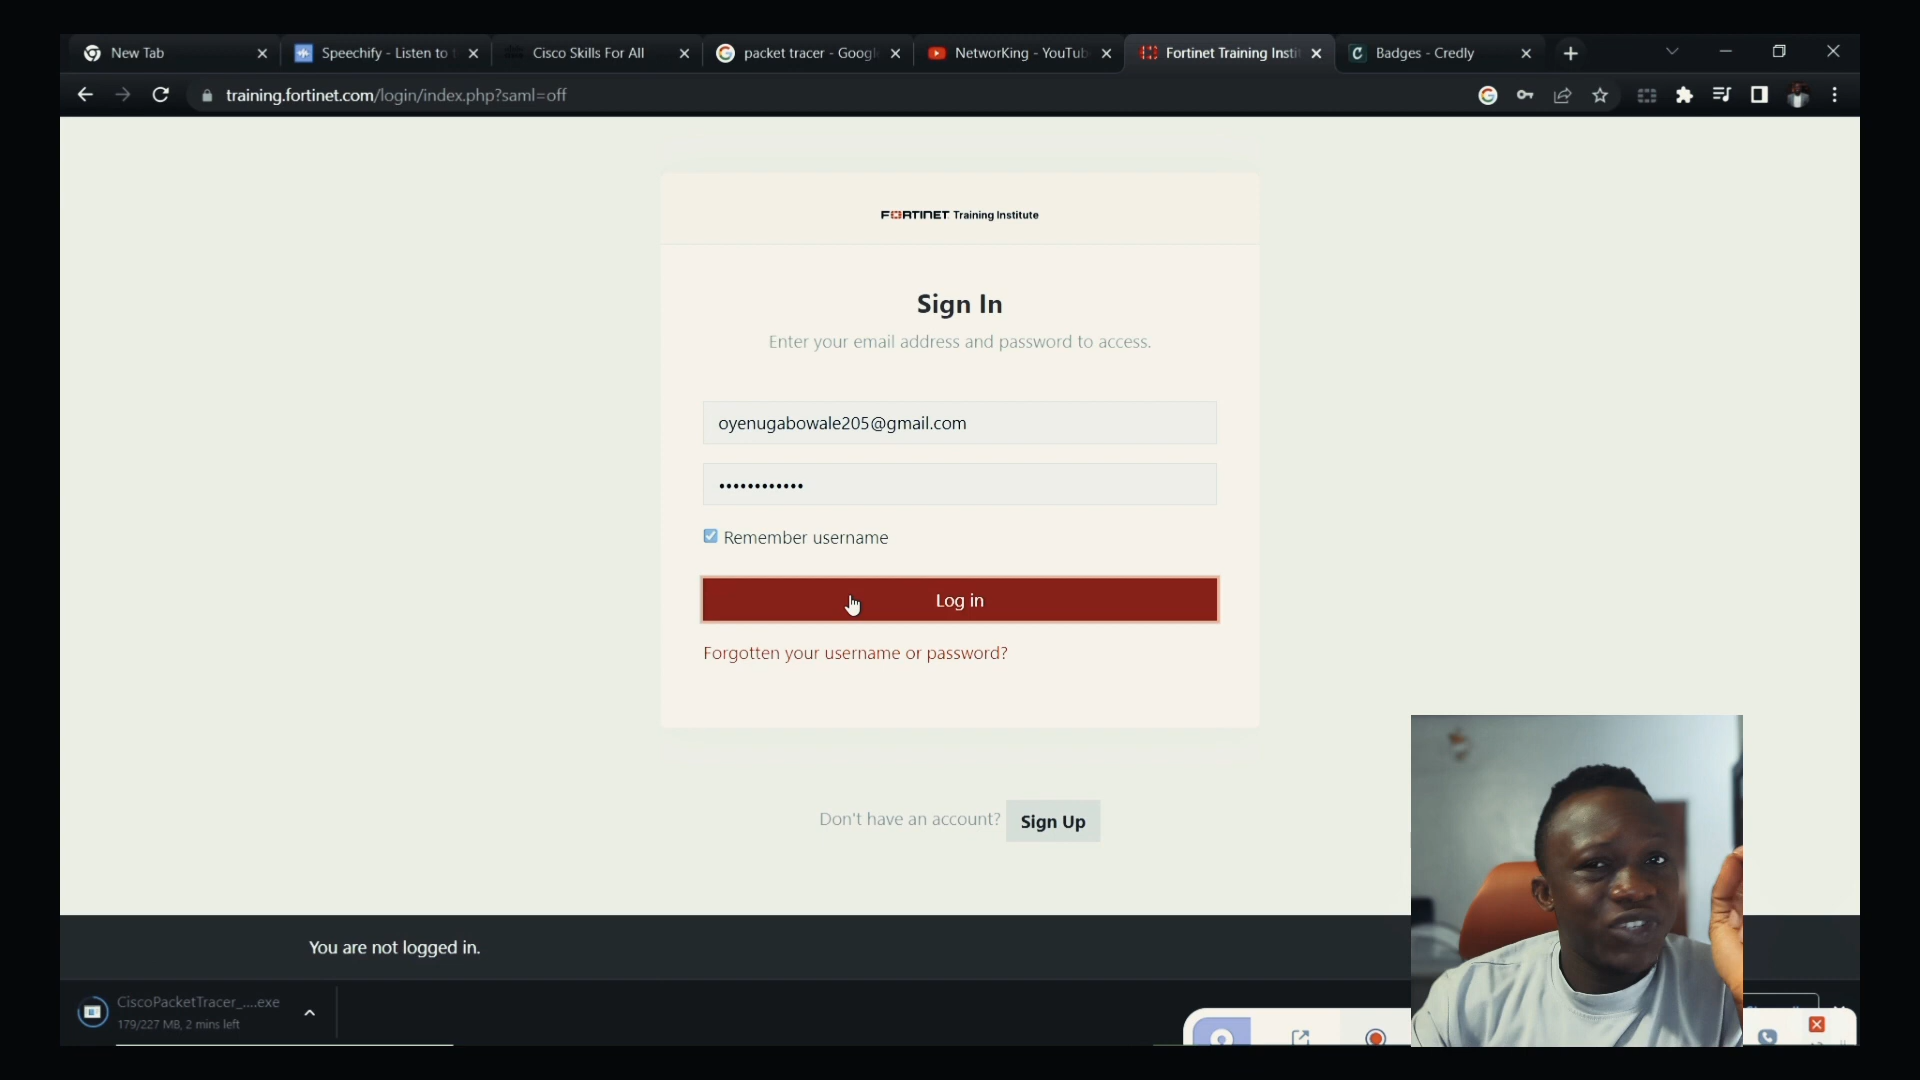 New Tab
Speechify - Listen to
Cisco Skills For All
packet tracer - Googl
NetworKing - YouTub
Fortinet Training Insti
Badges - Credly
training.fortinet.com/login/index.php?saml=off
FORTINET Training Institute
Sign In
Enter your email address and password to access.
oyenugabowale205@gmail.com
••••••••••••
Remember username
Log in
Forgotten your username or password?
Don't have an account? Sign Up
You are not logged in.
CiscoPacketTracer_....exe
179/227 MB, 2 mins left